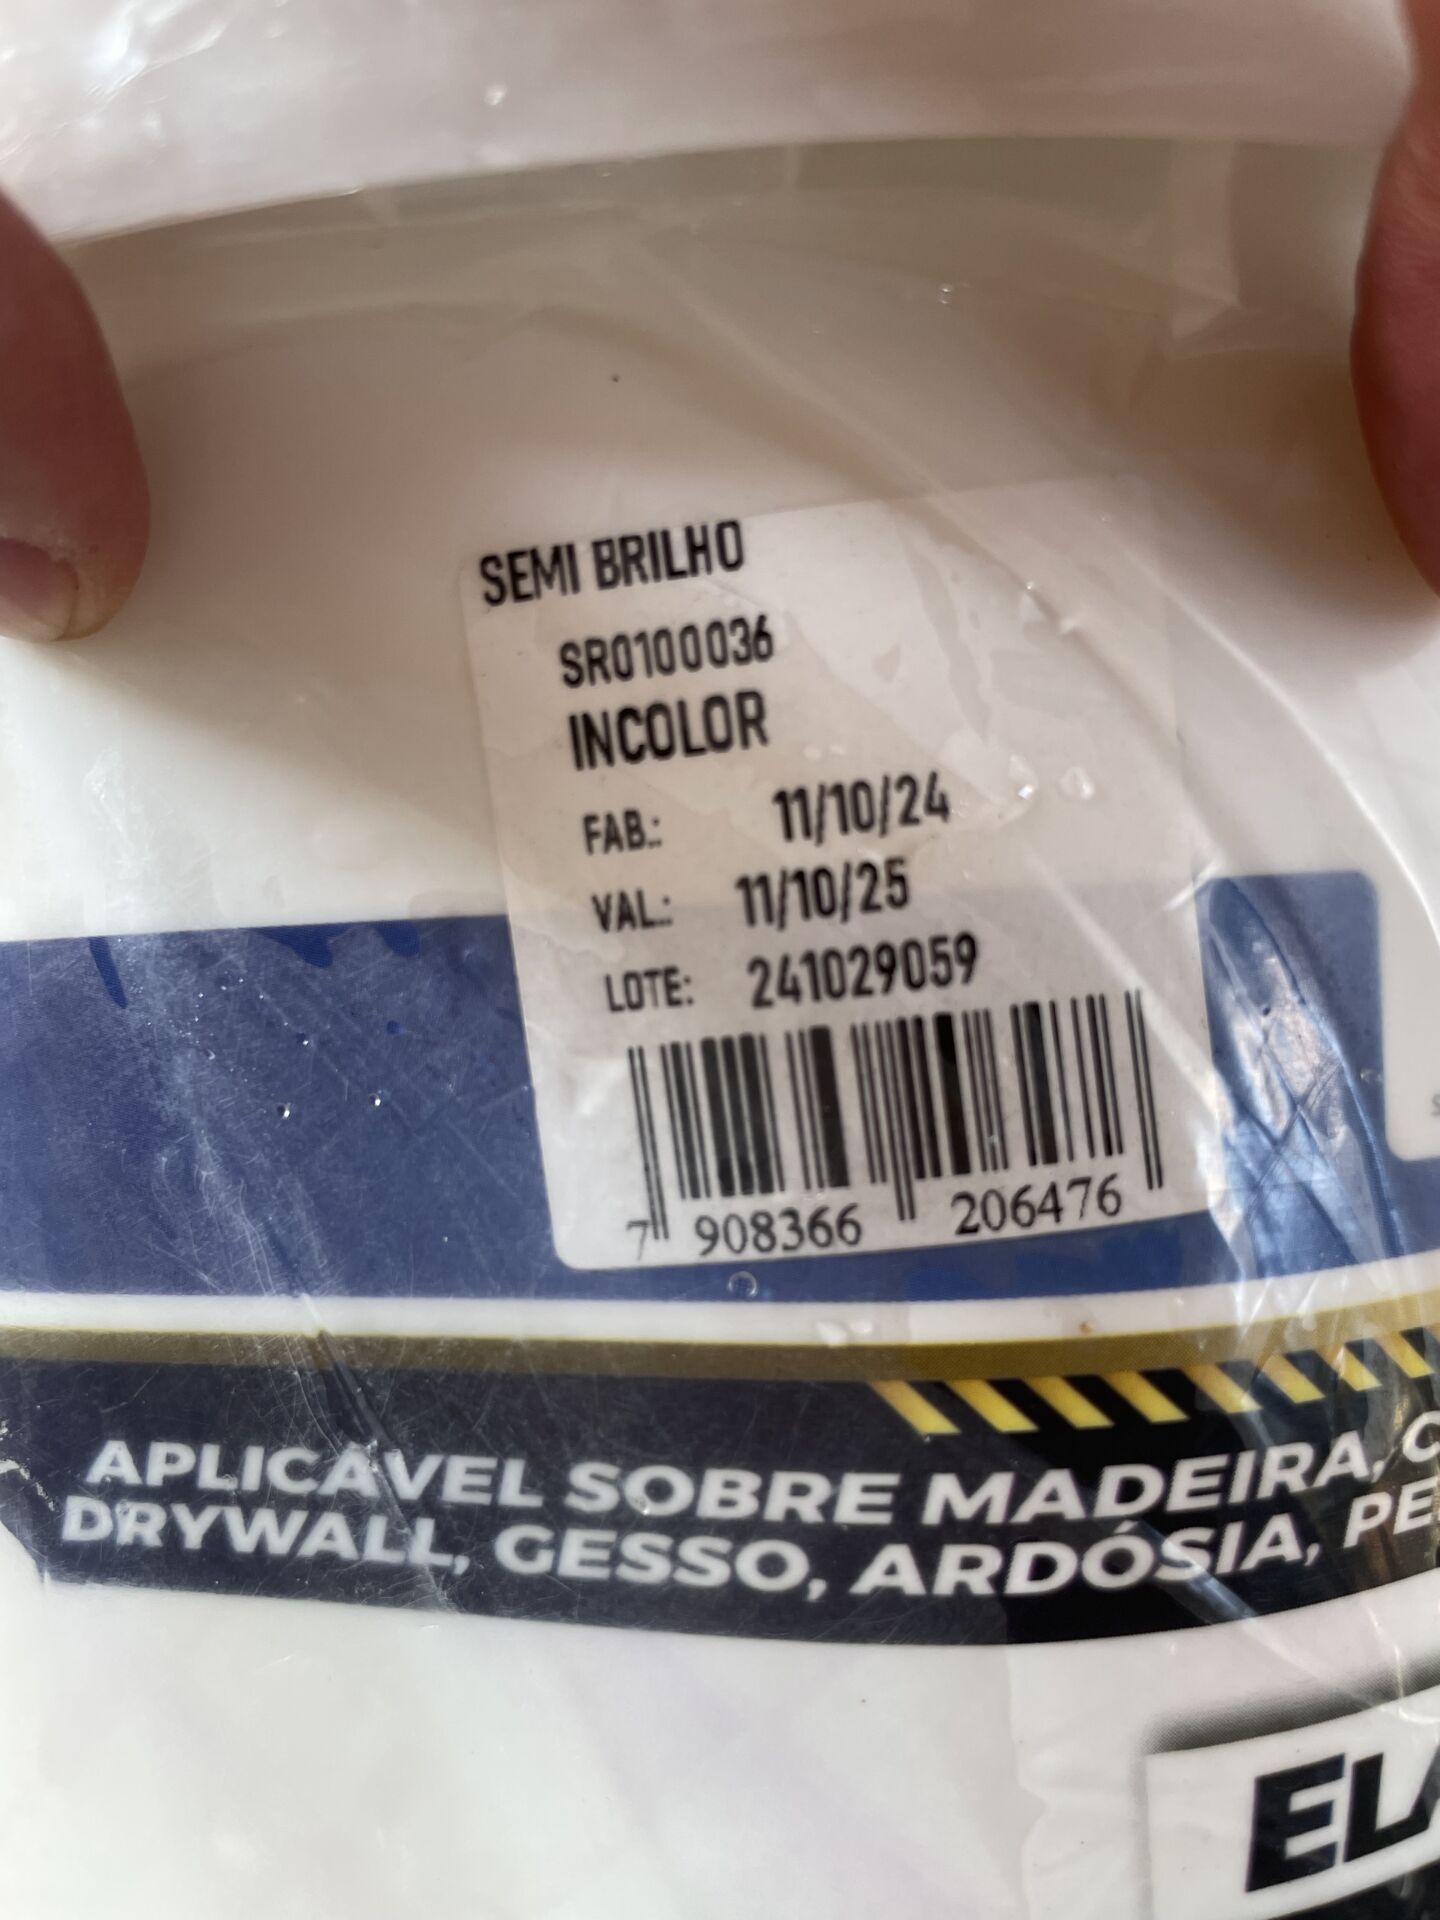 SEMI BRILHO
SR0100036
INCOLOR
FAB.: 11/10/24
VAL.: 11/10/25
LOTE: 241029059
7 908366 206476
APLICÁVEL SOBRE MADEIRA,
DRYWALL, GESSO, ARDÓSIA,